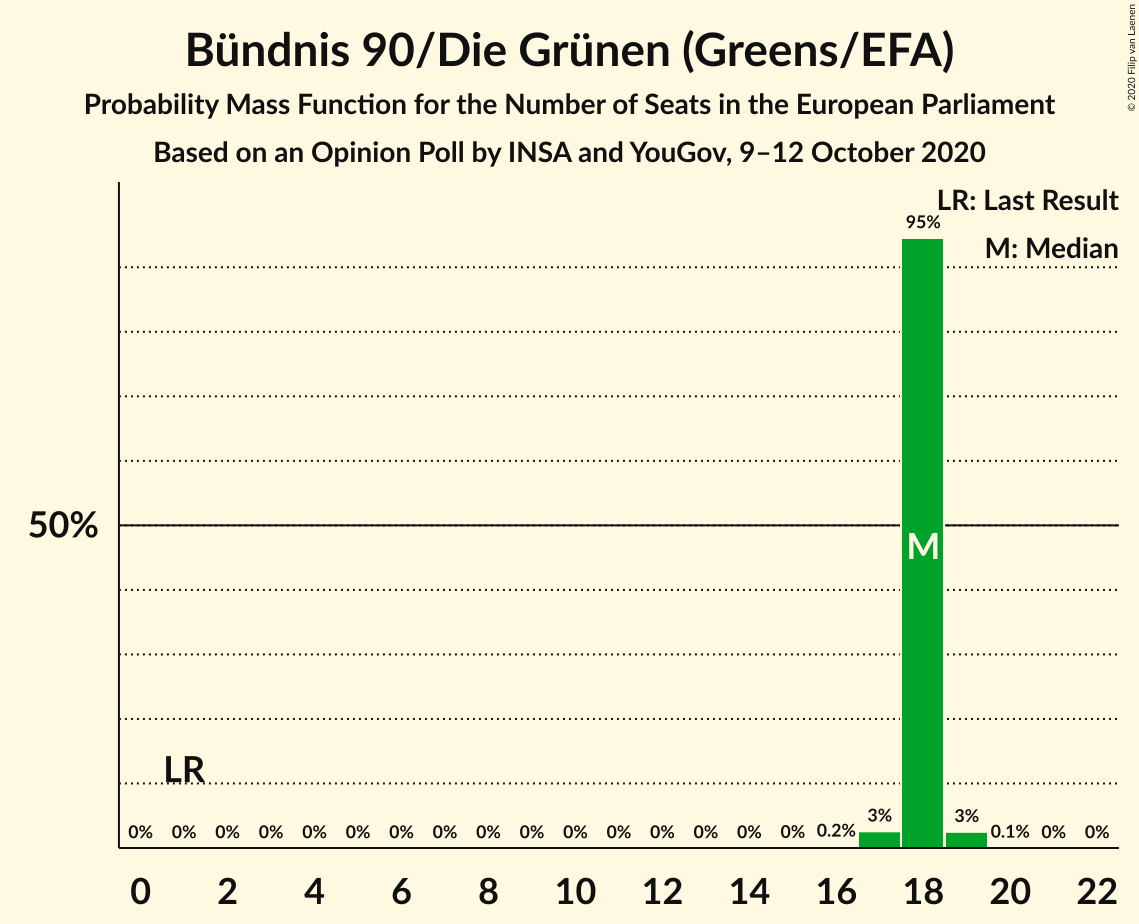 Bündnis 90/Die Grünen (Greens/EFA)
Probability Mass Function for the Number of Seats in the European Parliament
Based on an Opinion Poll by INSA and YouGov, 9–12 October 2020
© 2020 Filip van Laenen
LR: Last Result
M: Median
95%
50%
M
LR
0% 0% 0% 0% 0% 0% 0% 0% 0% 0% 0% 0% 0% 0% 0% 0% 0.2% 3% 3% 0.1% 0% 0%
0 2 4 6 8 10 12 14 16 18 20 22